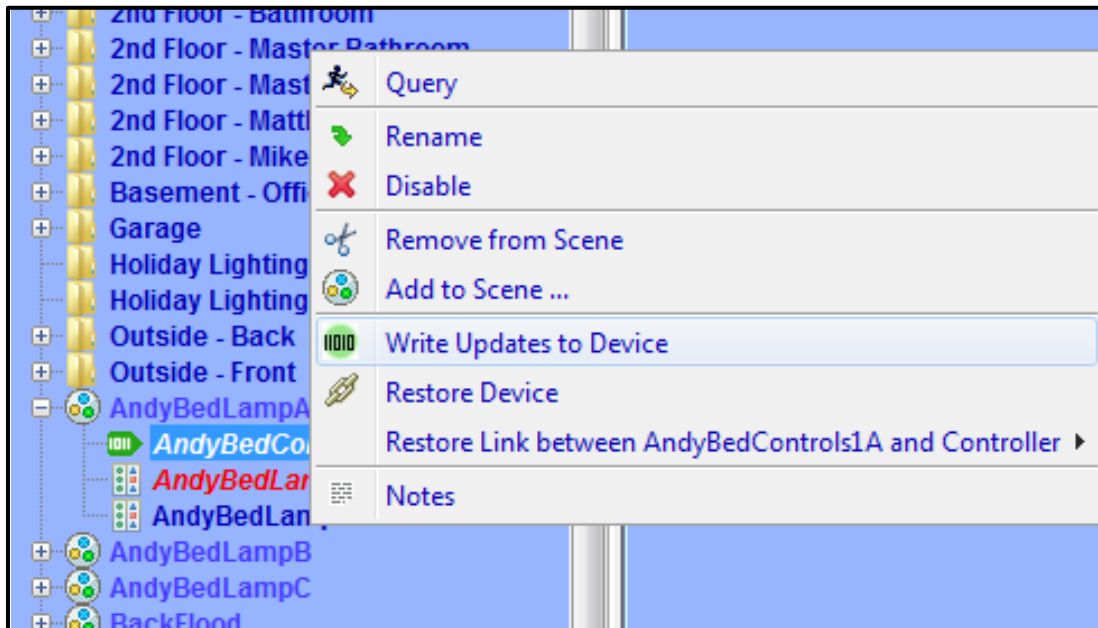 2nd Floor - Bathroom
2nd Floor - Master Bathroom
2nd Floor - Mast
2nd Floor - Matt
2nd Floor - Mike
Basement - Offi
Garage
Holiday Lighting
Holiday Lighting
Outside - Back
Outside - Front
AndyBedLampA
AndyBedCo
AndyBedLa
AndyBedLam
AndyBedLampB
AndyBedLampC
BackFlood
Query
Rename
Disable
Remove from Scene
Add to Scene ...
Write Updates to Device
Restore Device
Restore Link between AndyBedControls1A and Controller
Notes